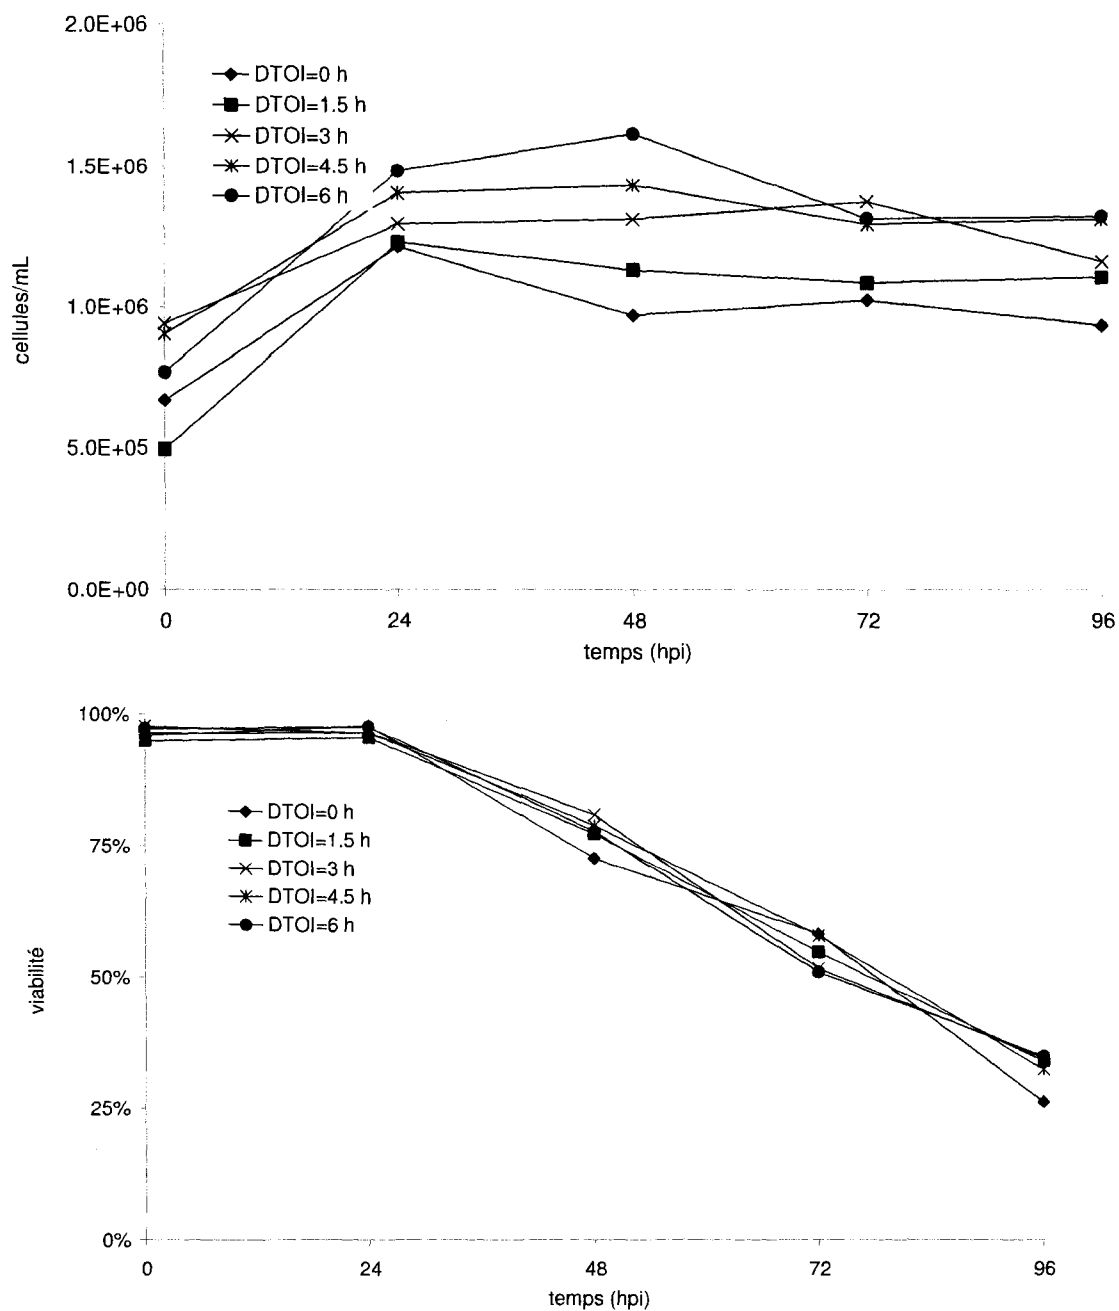 2.0E+06
DTOI=0 h
DTOI=1.5 h
DTOI=3 h
DTOI=4.5 h
DTOI=6 h
1.5E+06
1.0E+06
5.0E+05
0.0E+00
cellules/mL
0 24 48 72 96
temps (hpi)
100%
DTOI=0 h
DTOI=1.5 h
DTOI=3 h
DTOI=4.5 h
DTOI=6 h
75%
50%
25%
0%
viabilité
0 24 48 72 96
temps (hpi)